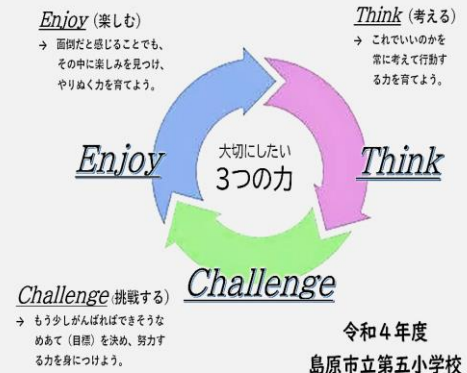 Enjoy (楽しむ)
→ 面倒だと感じることでも、
その中に楽しみを見つけ、
やりぬく力を育てよう。
Think (考える)
→ これでいいのかを
常に考えて行動す
る力を育てよう。
Enjoy
大切にしたい
3つの力
Think
Challenge
Challenge (挑戦する)
→ もう少しがんばればできそうな
めあて（目標）を決め、努力す
る力を身につけよう。
令和4年度
島原市立第五小学校